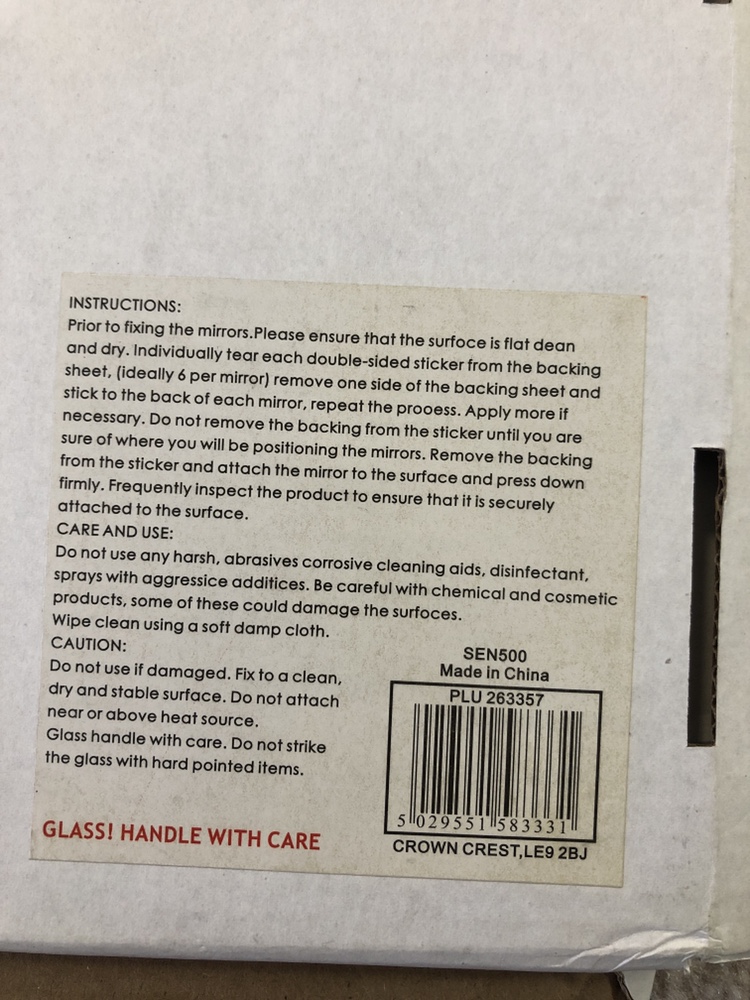 INSTRUCTIONS:
Prior to fixing the mirrors.Please ensure that the surfoce is flat dean
and dry. Individually tear each double-sided sticker from the backing
sheet, (ideally 6 per mirror) remove one side of the backing sheet and
stick to the back of each mirror, repeat the prooess. Apply more if
necessary. Do not remove the backing from the sticker until you are
sure of where you will be positioning the mirrors. Remove the backing
from the sticker and attach the mirror to the surface and press down
firmly. Frequently inspect the product to ensure that it is securely
attached to the surface.
CARE AND USE:
Do not use any harsh, abrasives corrosive cleaning aids, disinfectant,
sprays with aggressice additices. Be careful with chemical and cosmetic
products, some of these could damage the surfoces.
Wipe clean using a soft damp cloth.
CAUTION:
Do not use if damaged. Fix to a clean,
dry and stable surface. Do not attach
near or above heat source.
Glass handle with care. Do not strike
the glass with hard pointed items.
GLASS! HANDLE WITH CARE
SEN500
Made in China
PLU 263357
5 029551 583331
CROWN CREST,LE9 2BJ